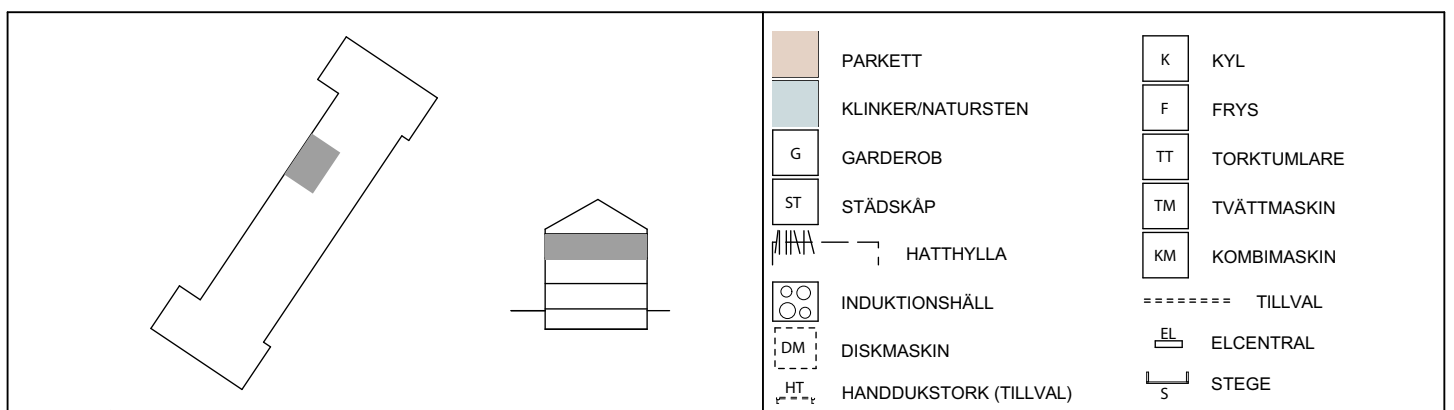 PARKETT
KLINKER/NATURSTEN
G GARDEROB
ST STÄDSKÅP
HATTHYLLA
INDUKTIONSHÄLL
DM DISKMASKIN
HT HANDDUKSTORK (TILLVAL)
K KYL
F FRYS
TT TORKTUMLARE
TM TVÄTTMASKIN
KM KOMBIMASKIN
TILLVAL
EL ELCENTRAL
S STEGE